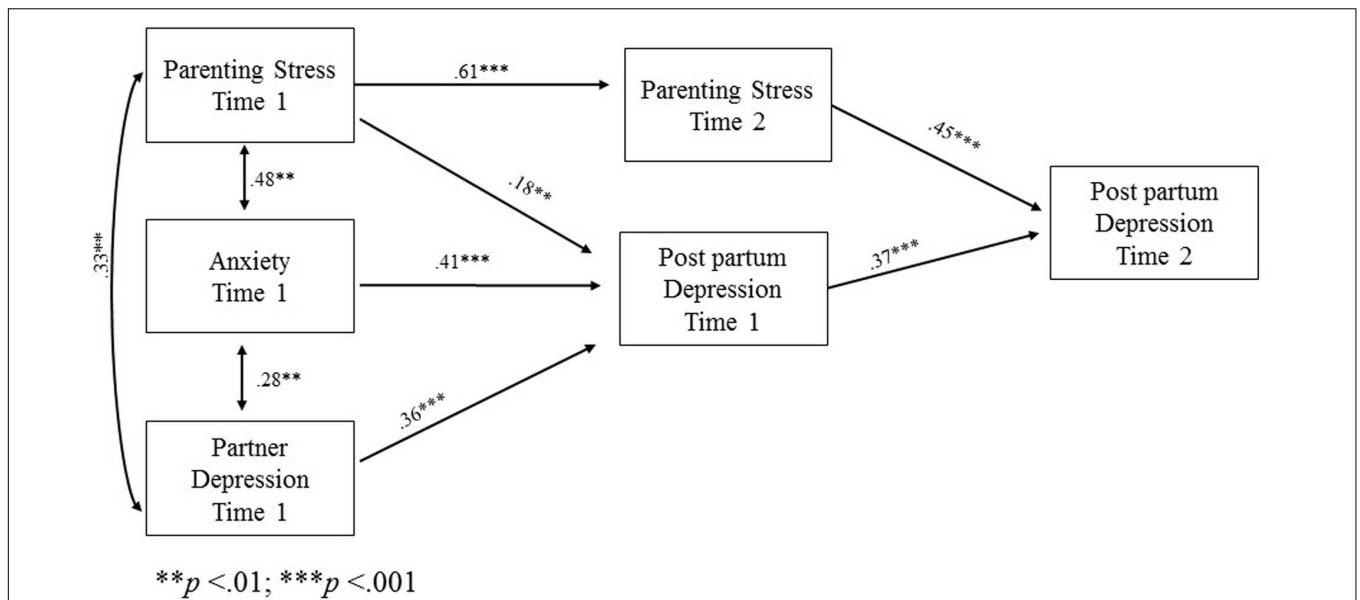 Parenting Stress
Time 1
.61***
Parenting Stress
Time 2
.45***
.48**
.18**
Post partum
Depression
Time 2
.33**
Anxiety
Time 1
.41***
Post partum
Depression
Time 1
.37***
.28**
.36***
Partner
Depression
Time 1
**p <.01; ***p <.001